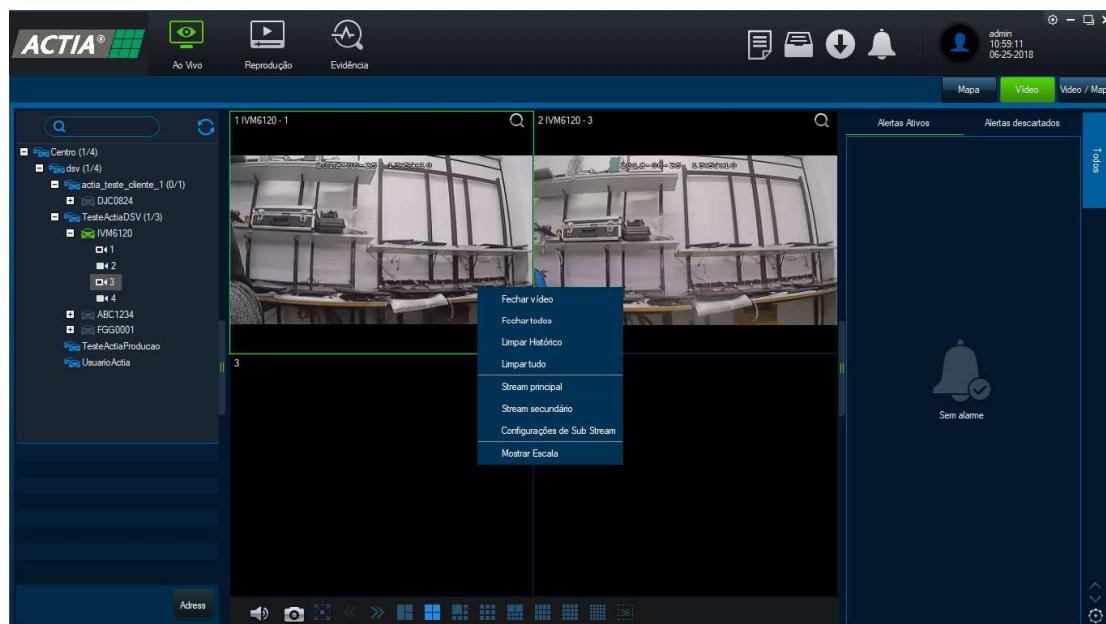 ACTIA®
Ao Vivo
Reprodução
Evidência
admin
10:59:11
06-25-2018
Mapa
Vídeo
Video / Map
Centro (1/4)
dsv (1/4)
actia_teste_cliente_1 (0/1)
DJC0824
TesteActiaDSV (1/3)
IVM6120
1
2
3
4
ABC1234
FGG0001
TesteActiaProducao
UsuarioActia
Adress
1 IVM6120 - 1
2 IVM6120 - 3
3
Fechar vídeo
Fechar todos
Limpar Histórico
Limpar tudo
Stream principal
Stream secundário
Configurações de Sub Stream
Mostrar Escala
36
Alertas Ativos
Alertas descartados
Todos
Sem alarme